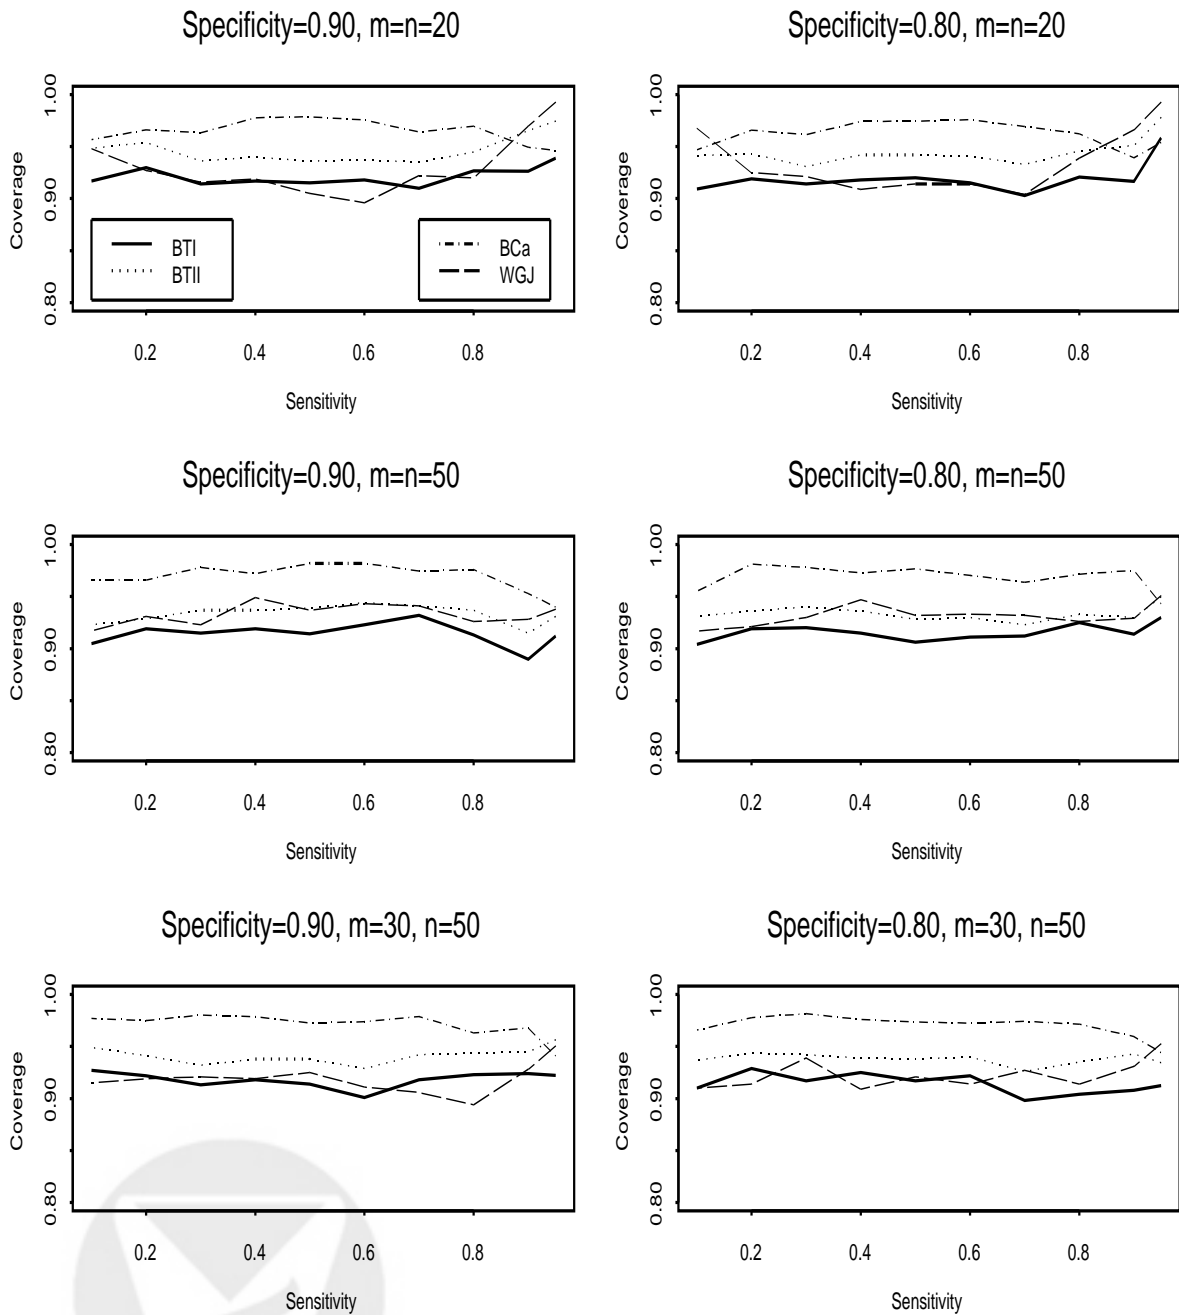 Specificity=0.90, m=n=20
Coverage
1.00
0.90
0.80
BTI
BTII
BCa
WGJ
0.2 0.4 0.6 0.8
Sensitivity
Specificity=0.80, m=n=20
Coverage
1.00
0.90
0.80
0.2 0.4 0.6 0.8
Sensitivity
Specificity=0.90, m=n=50
Coverage
1.00
0.90
0.80
0.2 0.4 0.6 0.8
Sensitivity
Specificity=0.80, m=n=50
Coverage
1.00
0.90
0.80
0.2 0.4 0.6 0.8
Sensitivity
Specificity=0.90, m=30, n=50
Coverage
1.00
0.90
0.80
0.2 0.4 0.6 0.8
Sensitivity
Specificity=0.80, m=30, n=50
Coverage
1.00
0.90
0.80
0.2 0.4 0.6 0.8
Sensitivity